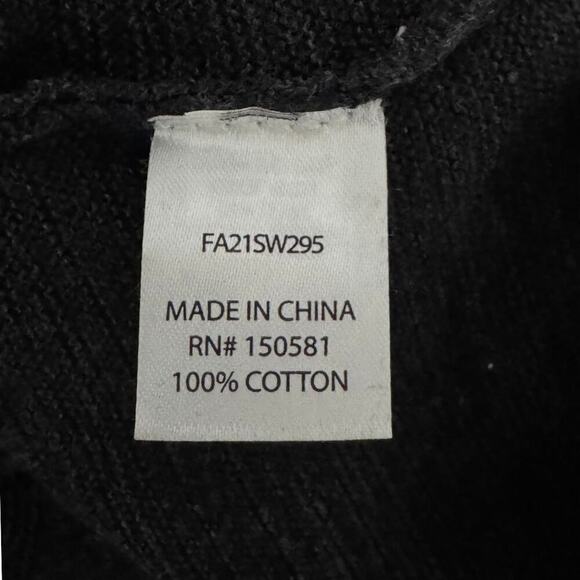 FA21SW295
MADE IN CHINA
RN# 150581
100% COTTON